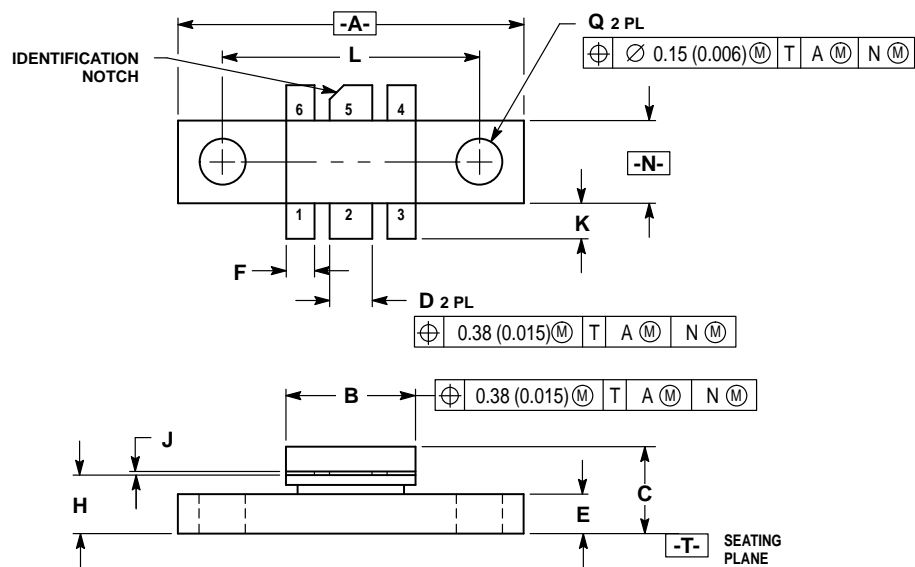 -A-
Q 2 PL
L
⌖ ∅ 0.15 (0.006) Ⓜ T A Ⓜ N Ⓜ
IDENTIFICATION
NOTCH
6 5 4
-N-
1 2 3
K
F
D 2 PL
⌖ 0.38 (0.015) Ⓜ T A Ⓜ N Ⓜ
B
⌖ 0.38 (0.015) Ⓜ T A Ⓜ N Ⓜ
J
H
E
C
-T- SEATING
PLANE